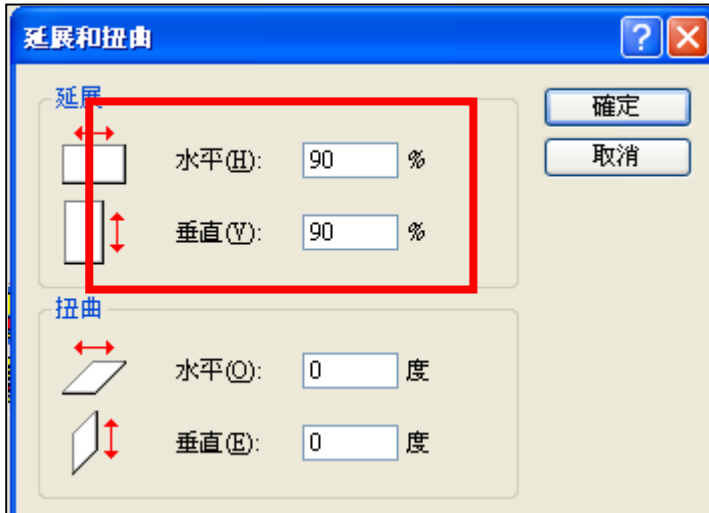 延展和扭曲
延展
確定
水平(H): 90 %
取消
垂直(V): 90 %
扭曲
水平(O): 0 度
垂直(E): 0 度